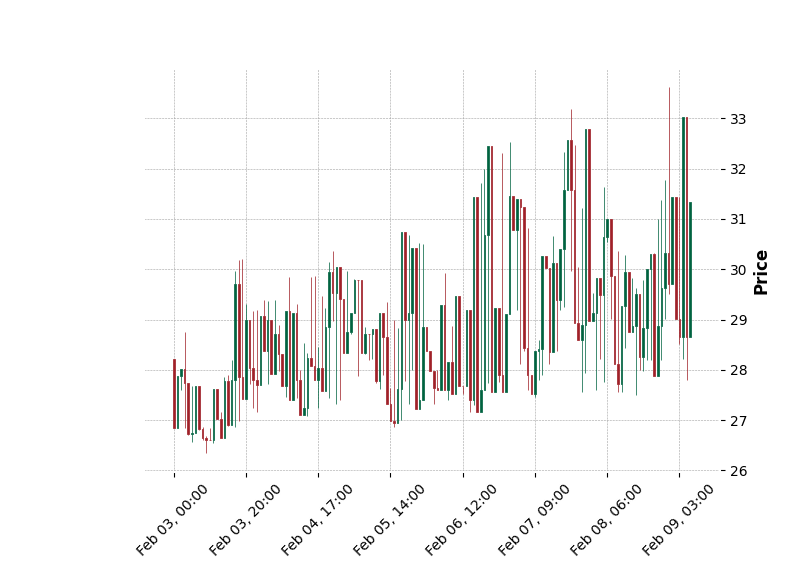 33
32
31
30
29
28
27
26
Price
Feb 03, 00:00
Feb 03, 20:00
Feb 04, 17:00
Feb 05, 14:00
Feb 06, 12:00
Feb 07, 09:00
Feb 08, 06:00
Feb 09, 03:00